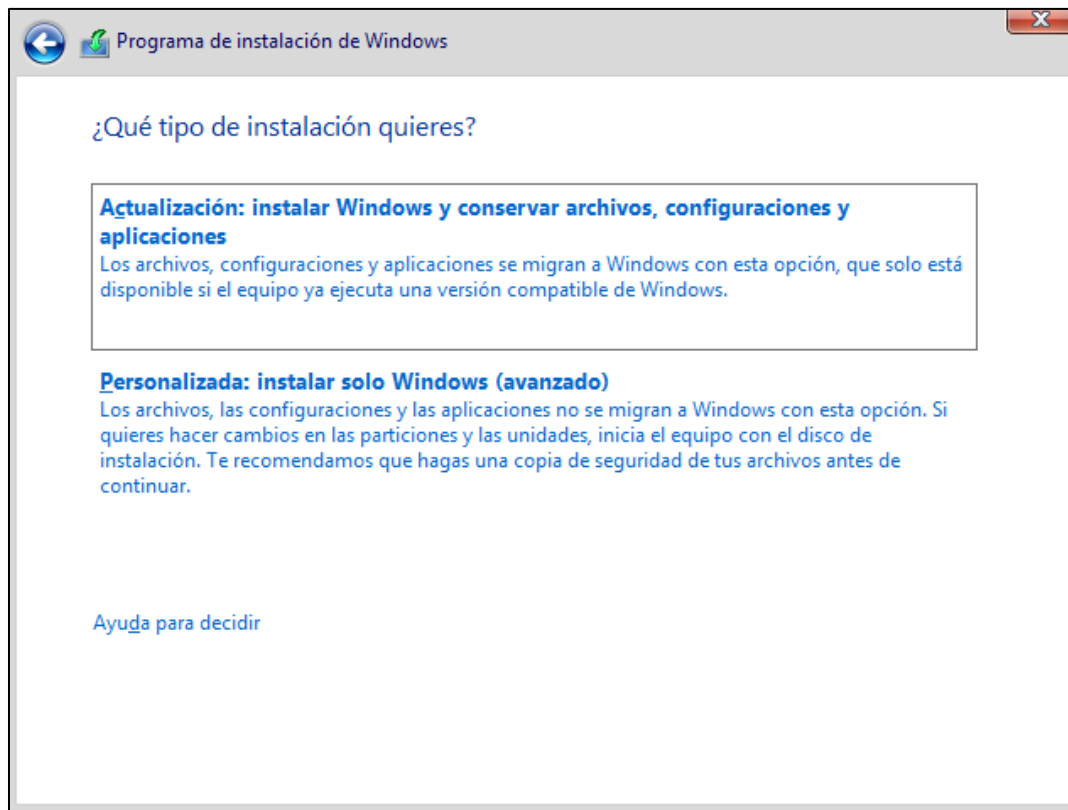 Programa de instalación de Windows
¿Qué tipo de instalación quieres?
Actualización: instalar Windows y conservar archivos, configuraciones y
aplicaciones
Los archivos, configuraciones y aplicaciones se migran a Windows con esta opción, que solo está
disponible si el equipo ya ejecuta una versión compatible de Windows.
Personalizada: instalar solo Windows (avanzado)
Los archivos, las configuraciones y las aplicaciones no se migran a Windows con esta opción. Si
quieres hacer cambios en las particiones y las unidades, inicia el equipo con el disco de
instalación. Te recomendamos que hagas una copia de seguridad de tus archivos antes de
continuar.
Ayuda para decidir